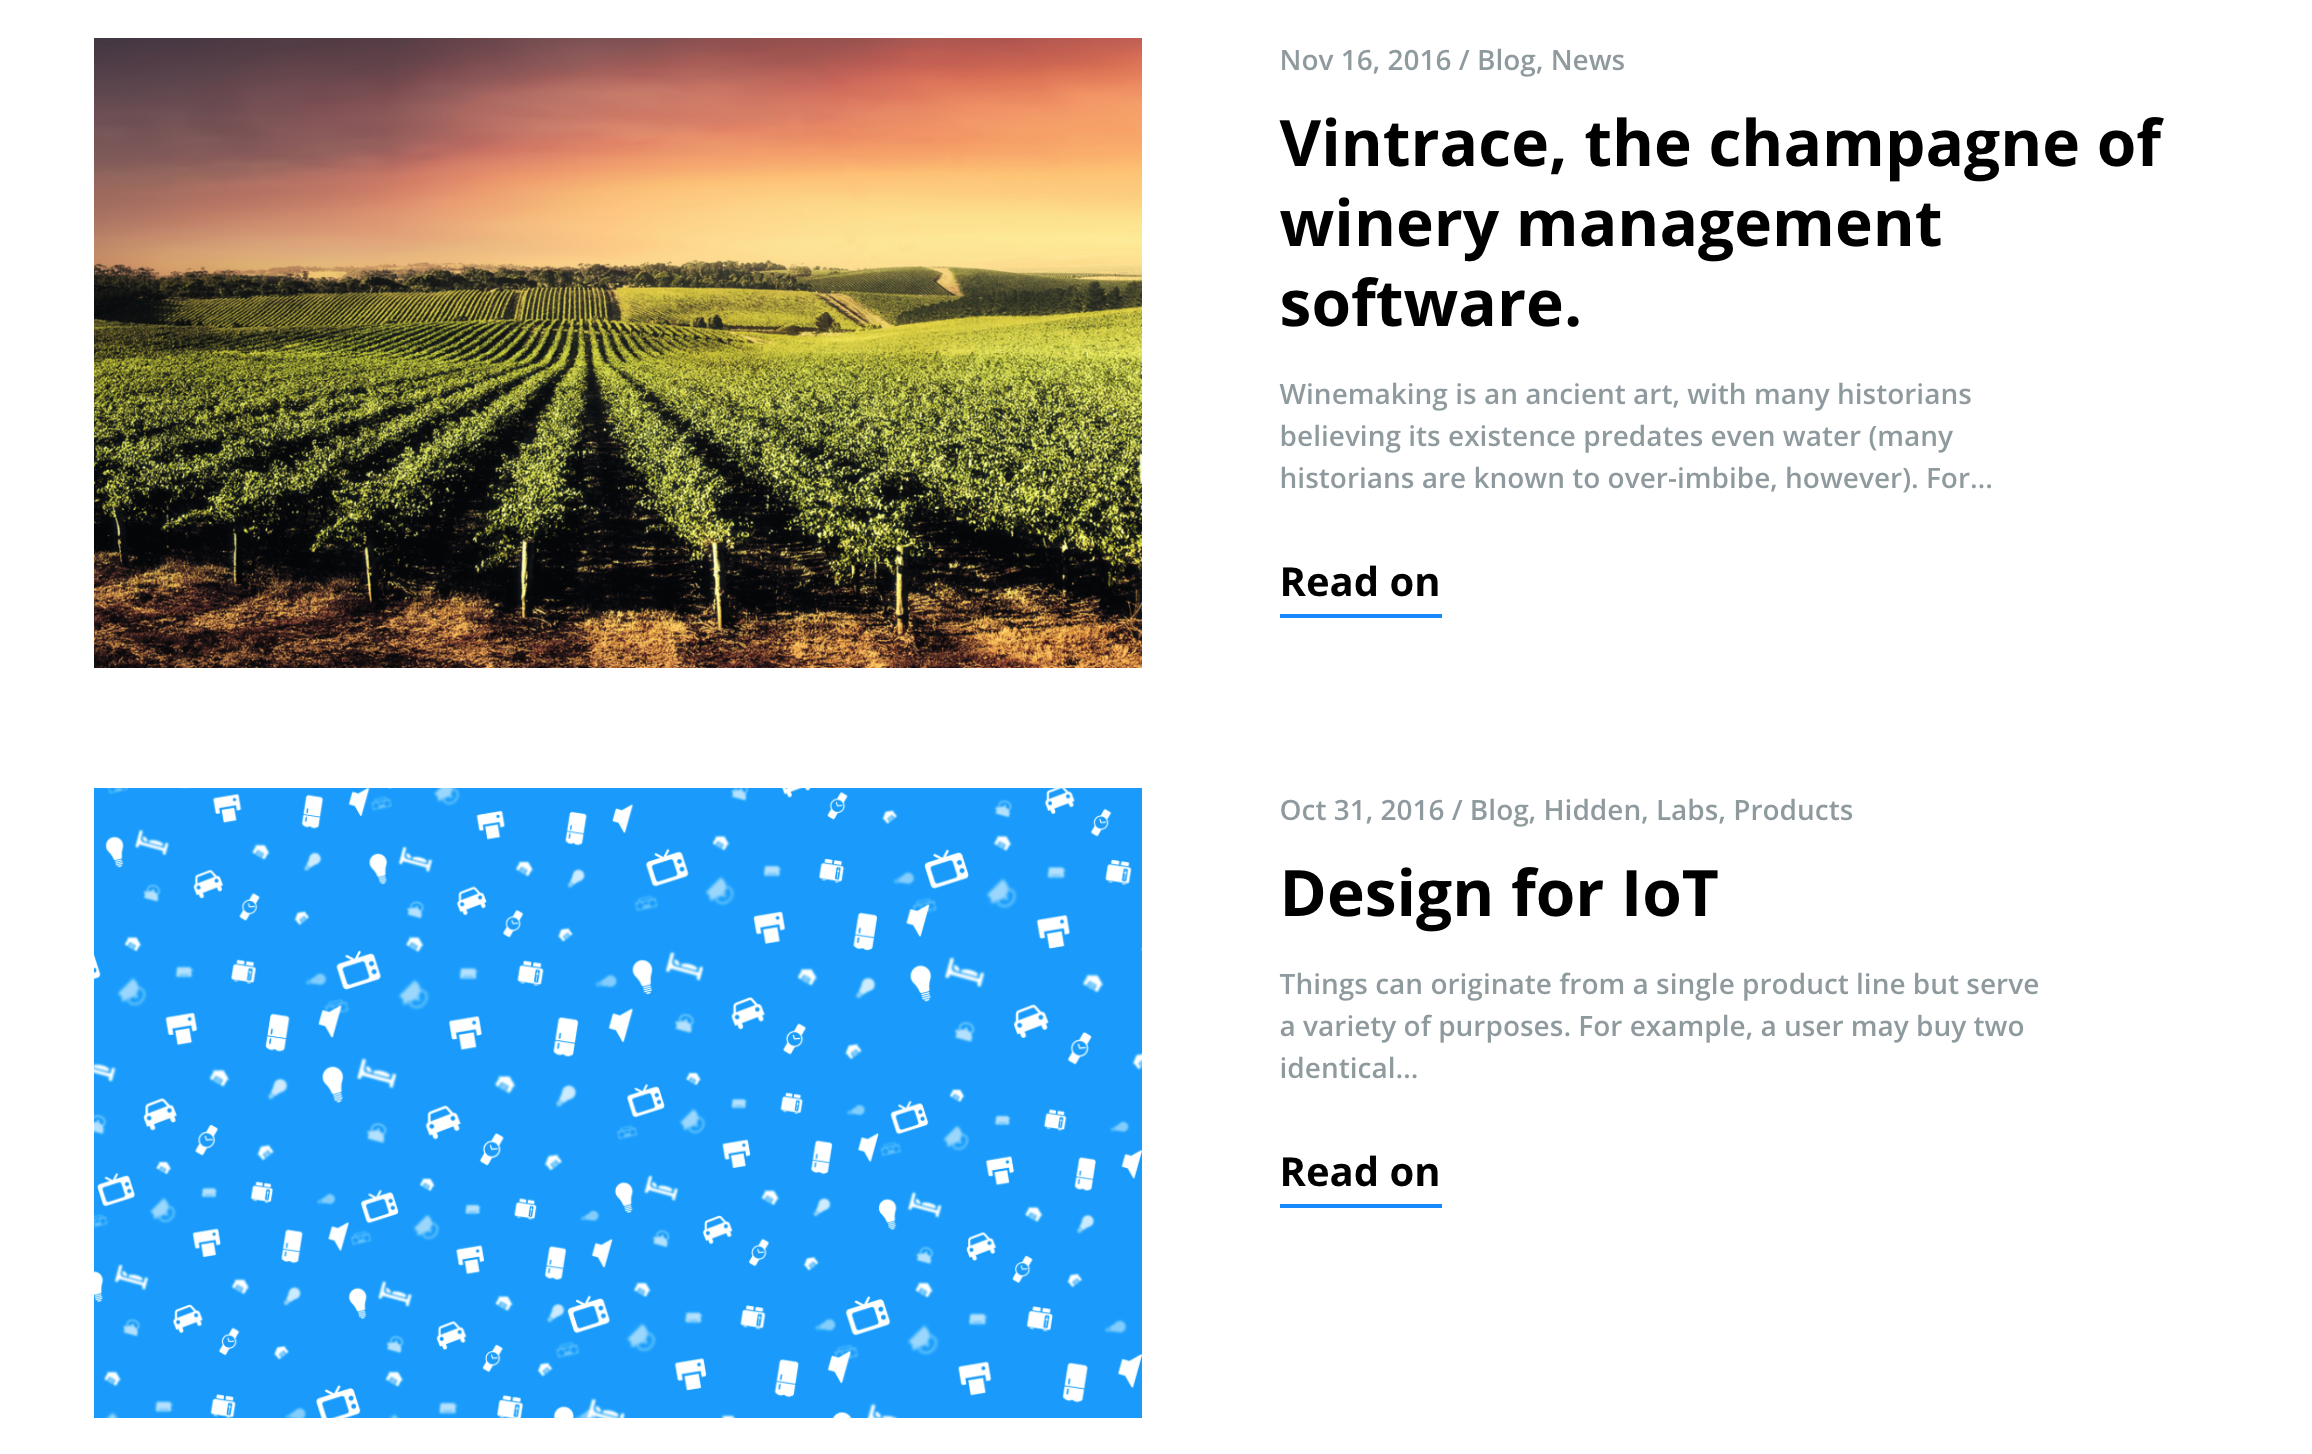 Nov 16, 2016 / Blog, News
Vintrace, the champagne of
winery management
software.
Winemaking is an ancient art, with many historians
believing its existence predates even water (many
historians are known to over-imbibe, however). For...
Read on
Oct 31, 2016 / Blog, Hidden, Labs, Products
Design for IoT
Things can originate from a single product line but serve
a variety of purposes. For example, a user may buy two
identical...
Read on